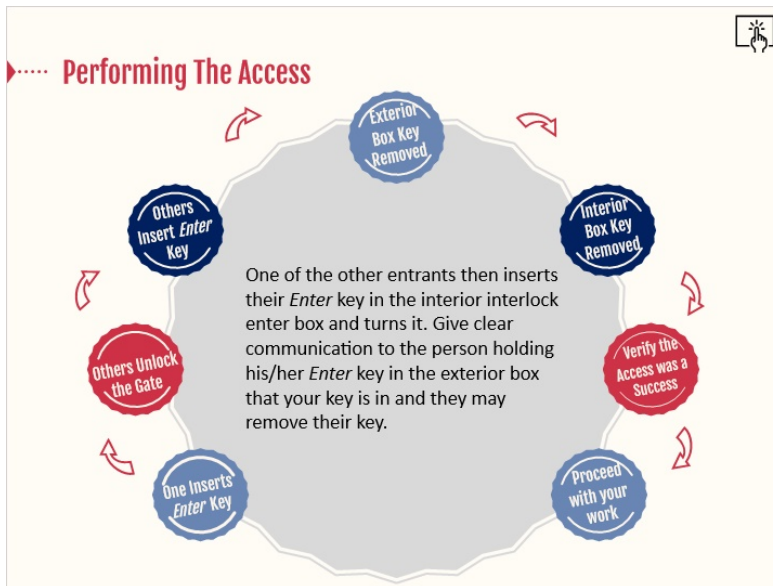 Performing The Access
Exterior
Box Key
Removed
Interior
Box Key
Removed
Verify the
Access was a
Success
Proceed
with your
work
One Inserts
Enter Key
Others Unlock
the Gate
Others
Insert Enter
Key
One of the other entrants then inserts
their Enter key in the interior interlock
enter box and turns it. Give clear
communication to the person holding
his/her Enter key in the exterior box
that your key is in and they may
remove their key.